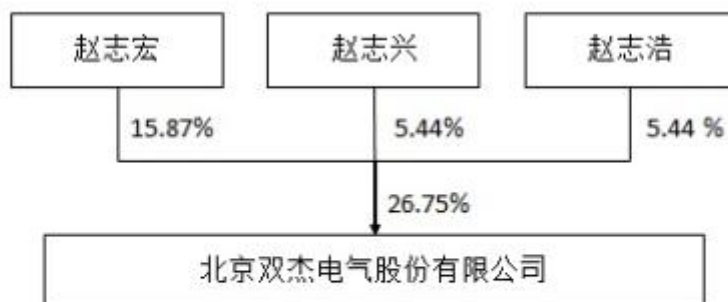 赵志宏
赵志兴
赵志浩
15.87%
5.44%
5.44 %
26.75%
北京双杰电气股份有限公司